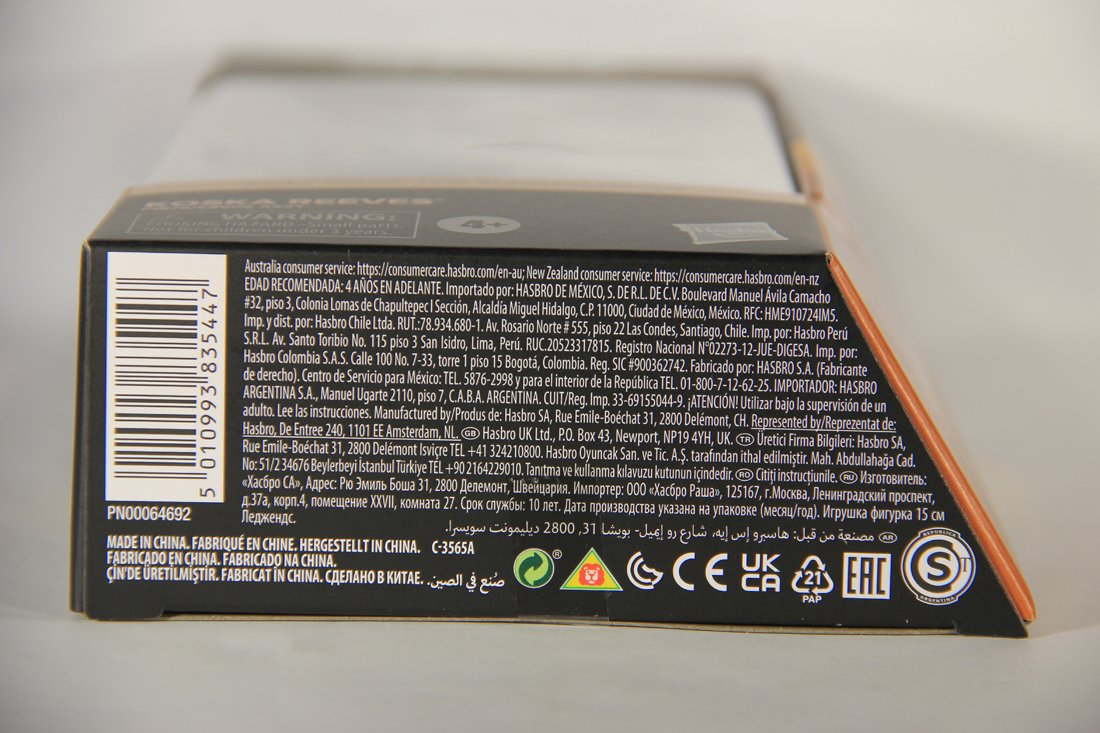 KOSKA REEVES
WARNING:
CHOKING HAZARD - Small parts.
Not for children under 3 years.
4+
Hasbro
5 010993 835447
PN00064692
Australia consumer service: https://consumercare.hasbro.com/en-au; New Zealand consumer service: https://consumercare.hasbro.com/en-nz
EDAD RECOMENDADA: 4 AÑOS EN ADELANTE. Importado por: HASBRO DE MÉXICO, S. DE R.L. DE C.V. Boulevard Manuel Ávila Camacho
#32, piso 3, Colonia Lomas de Chapultepec I Sección, Alcaldía Miguel Hidalgo, C.P. 11000, Ciudad de México, México. RFC: HME910724IM5.
Imp. y dist. por: Hasbro Chile Ltda. RUT.:78.934.680-1. Av. Rosario Norte # 555, piso 22 Las Condes, Santiago, Chile. Imp. por: Hasbro Perú
S.R.L. Av. Santo Toribio No. 115 piso 3 San Isidro, Lima, Perú. RUC.20523317815. Registro Nacional N°02273-12-JUE-DIGESA. Imp. por:
Hasbro Colombia S.A.S. Calle 100 No. 7-33, torre 1 piso 15 Bogotá, Colombia. Reg. SIC #900362742. Fabricado por: HASBRO S.A. (Fabricante
de derecho). Centro de Servicio para México: TEL. 5876-2998 y para el interior de la República TEL. 01-800-7-12-62-25. IMPORTADOR: HASBRO
ARGENTINA S.A., Manuel Ugarte 2110, piso 7, C.A.B.A. ARGENTINA. CUIT/Reg. Imp. 33-69155044-9. ¡ATENCIÓN! Utilizar bajo la supervisión de un
adulto. Lee las instrucciones. Manufactured by/Produs de: Hasbro SA, Rue Emile-Boéchat 31, 2800 Delémont, CH. Represented by/Reprezentat de:
Hasbro, De Entree 240, 1101 EE Amsterdam, NL. GB Hasbro UK Ltd., P.O. Box 43, Newport, NP19 4YH, UK. TR Üretici Firma Bilgileri: Hasbro SA,
Rue Emile-Boéchat 31, 2800 Delémont İsviçre TEL +41 324210800. Hasbro Oyuncak San. ve Tic. A.Ş. tarafından ithal edilmiştir. Mah. Abdullahağa Cad.
No: 51/2 34676 Beylerbeyi İstanbul Türkiye TEL +90 2164229010. Tanıtma ve kullanma kılavuzu kutunun içindedir. RO Citiți instrucțiunile. RU Изготовитель:
«Хасбро СА», Адрес: Рю Эмиль Боша 31, 2800 Делемонт, Швейцария. Импортер: ООО «Хасбро Раша», 125167, г.Москва, Ленинградский проспект,
д.37а, корп.4, помещение XXVII, комната 27. Срок службы: 10 лет. Дата производства указана на упаковке (месяц/год). Игрушка фигурка 15 см
Леджендс.
AR مصنعة من قبل: هاسبرو إس إيه، شارع رو إميل- بويشا 31، 2800 ديليمونت سويسرا.
MADE IN CHINA. FABRIQUÉ EN CHINE. HERGESTELLT IN CHINA. C-3565A
FABRICADO EN CHINA. FABRICADO NA CHINA.
ÇİN'DE ÜRETİLMİŞTİR. FABRICAT ÎN CHINA. СДЕЛАНО В КИТАЕ. صُنع في الصين.
®
CE
UK CA
21
PAP
EAC
REPÚBLICA
S
ARGENTINA